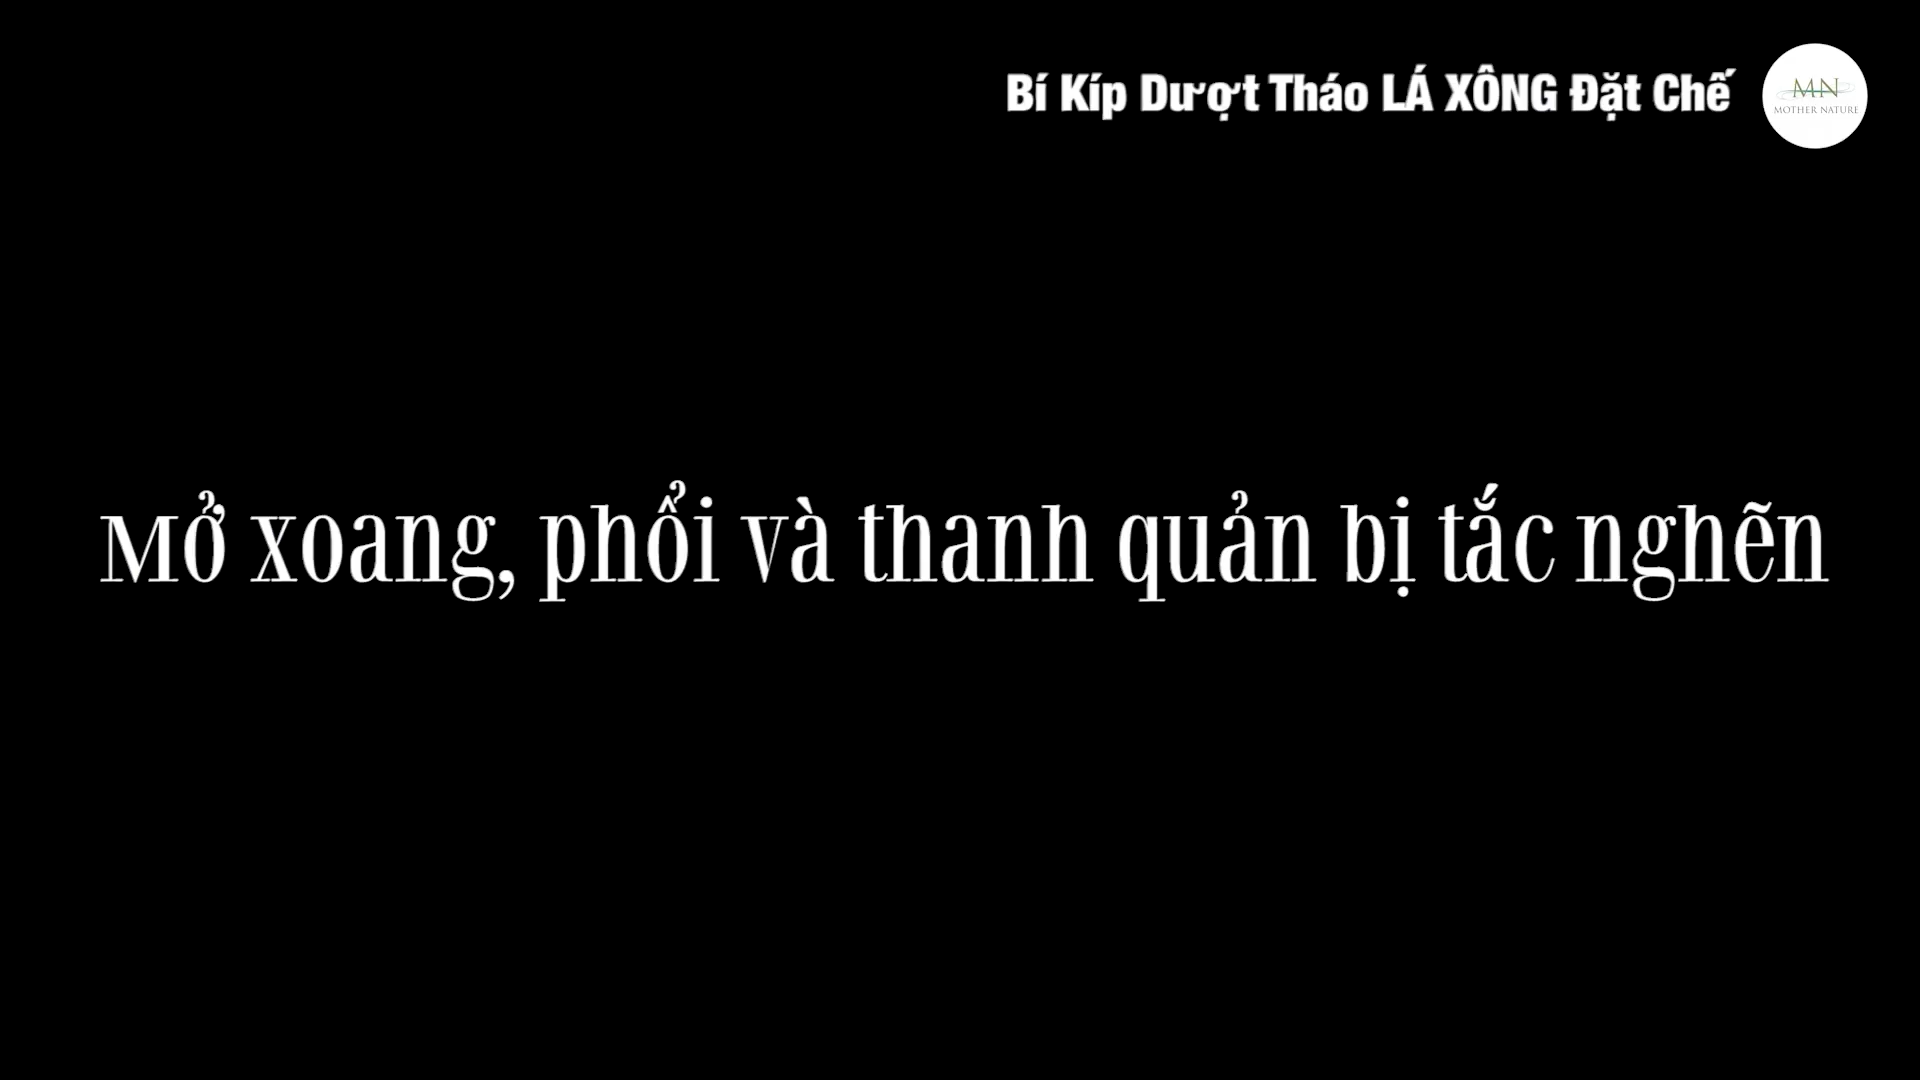 Bí Kíp Dượt Tháo LÁ XÔNG Đặt Chế
MN
MOTHER NATURE
Mở xoang, phổi và thanh quản bị tắc nghẽn